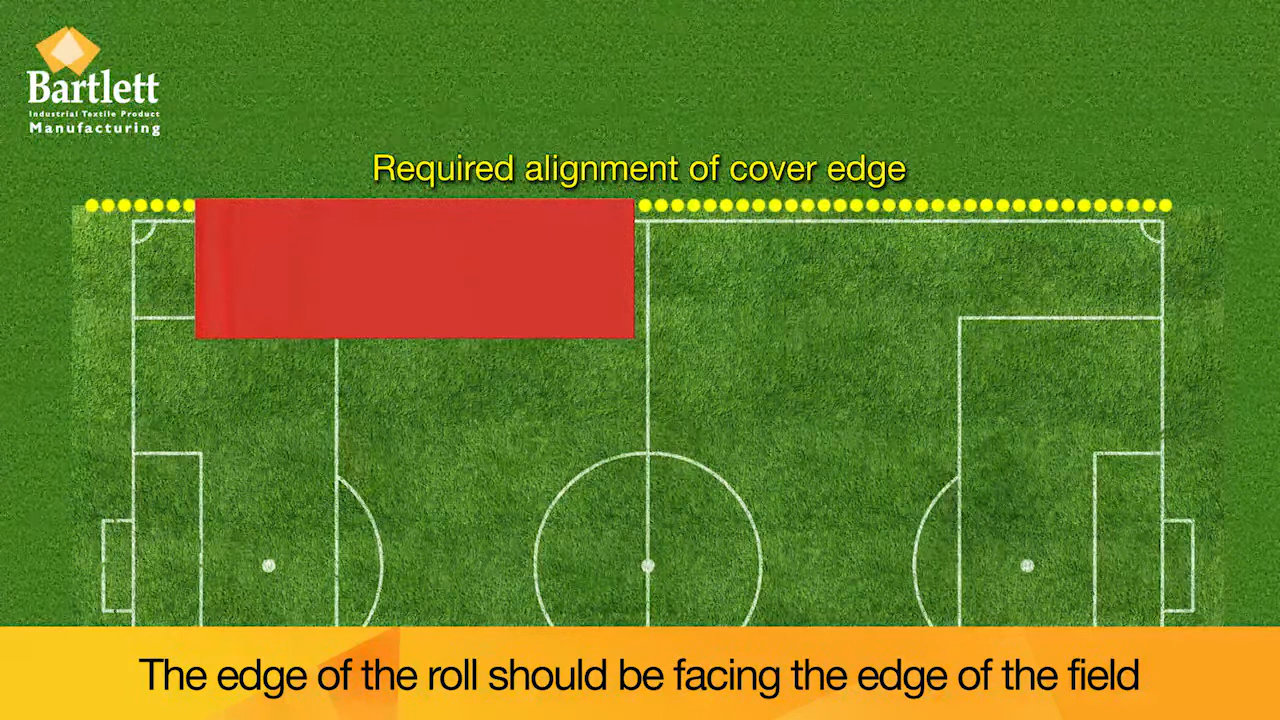 Bartlett
Industrial Textile Product
Manufacturing
Required alignment of cover edge
The edge of the roll should be facing the edge of the field